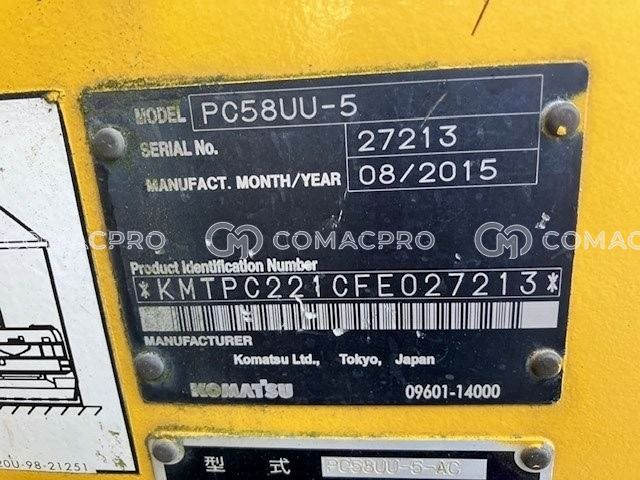 MODEL PC58UU-5
SERIAL No. 27213
MANUFACT. MONTH/YEAR 08/2015
COMACPRO COMACPRO
Product Identification Number
*KMTPC221CFE027213*
MANUFACTURER
Komatsu Ltd., Tokyo, Japan
KOMATSU 09601-14000
20U-98-21251
型 式 PC58UU-5-AC